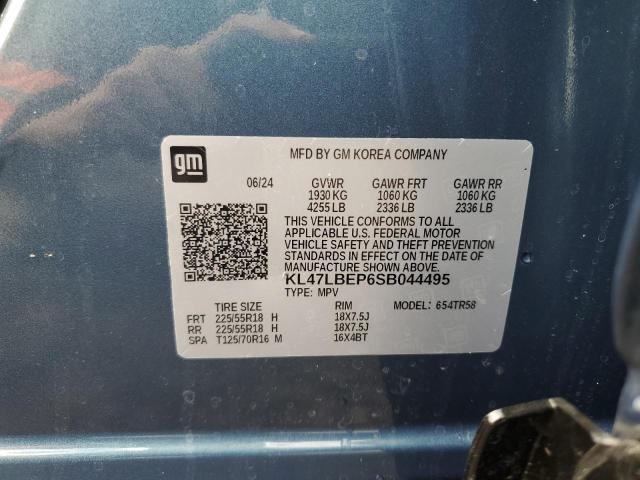 gm
MFD BY GM KOREA COMPANY
06/24 GVWR GAWR FRT GAWR RR
1930 KG 1060 KG 1060 KG
4255 LB 2336 LB 2336 LB
THIS VEHICLE CONFORMS TO ALL
APPLICABLE U.S. FEDERAL MOTOR
VEHICLE SAFETY AND THEFT PREVENTION
STANDARDS IN EFFECT ON THE DATE OF
MANUFACTURE SHOWN ABOVE.
KL47LBEP6SB044495
TYPE: MPV
TIRE SIZE RIM MODEL: 654TR58
FRT 225/55R18 H 18X7.5J
RR 225/55R18 H 18X7.5J
SPA T125/70R16 M 16X4BT